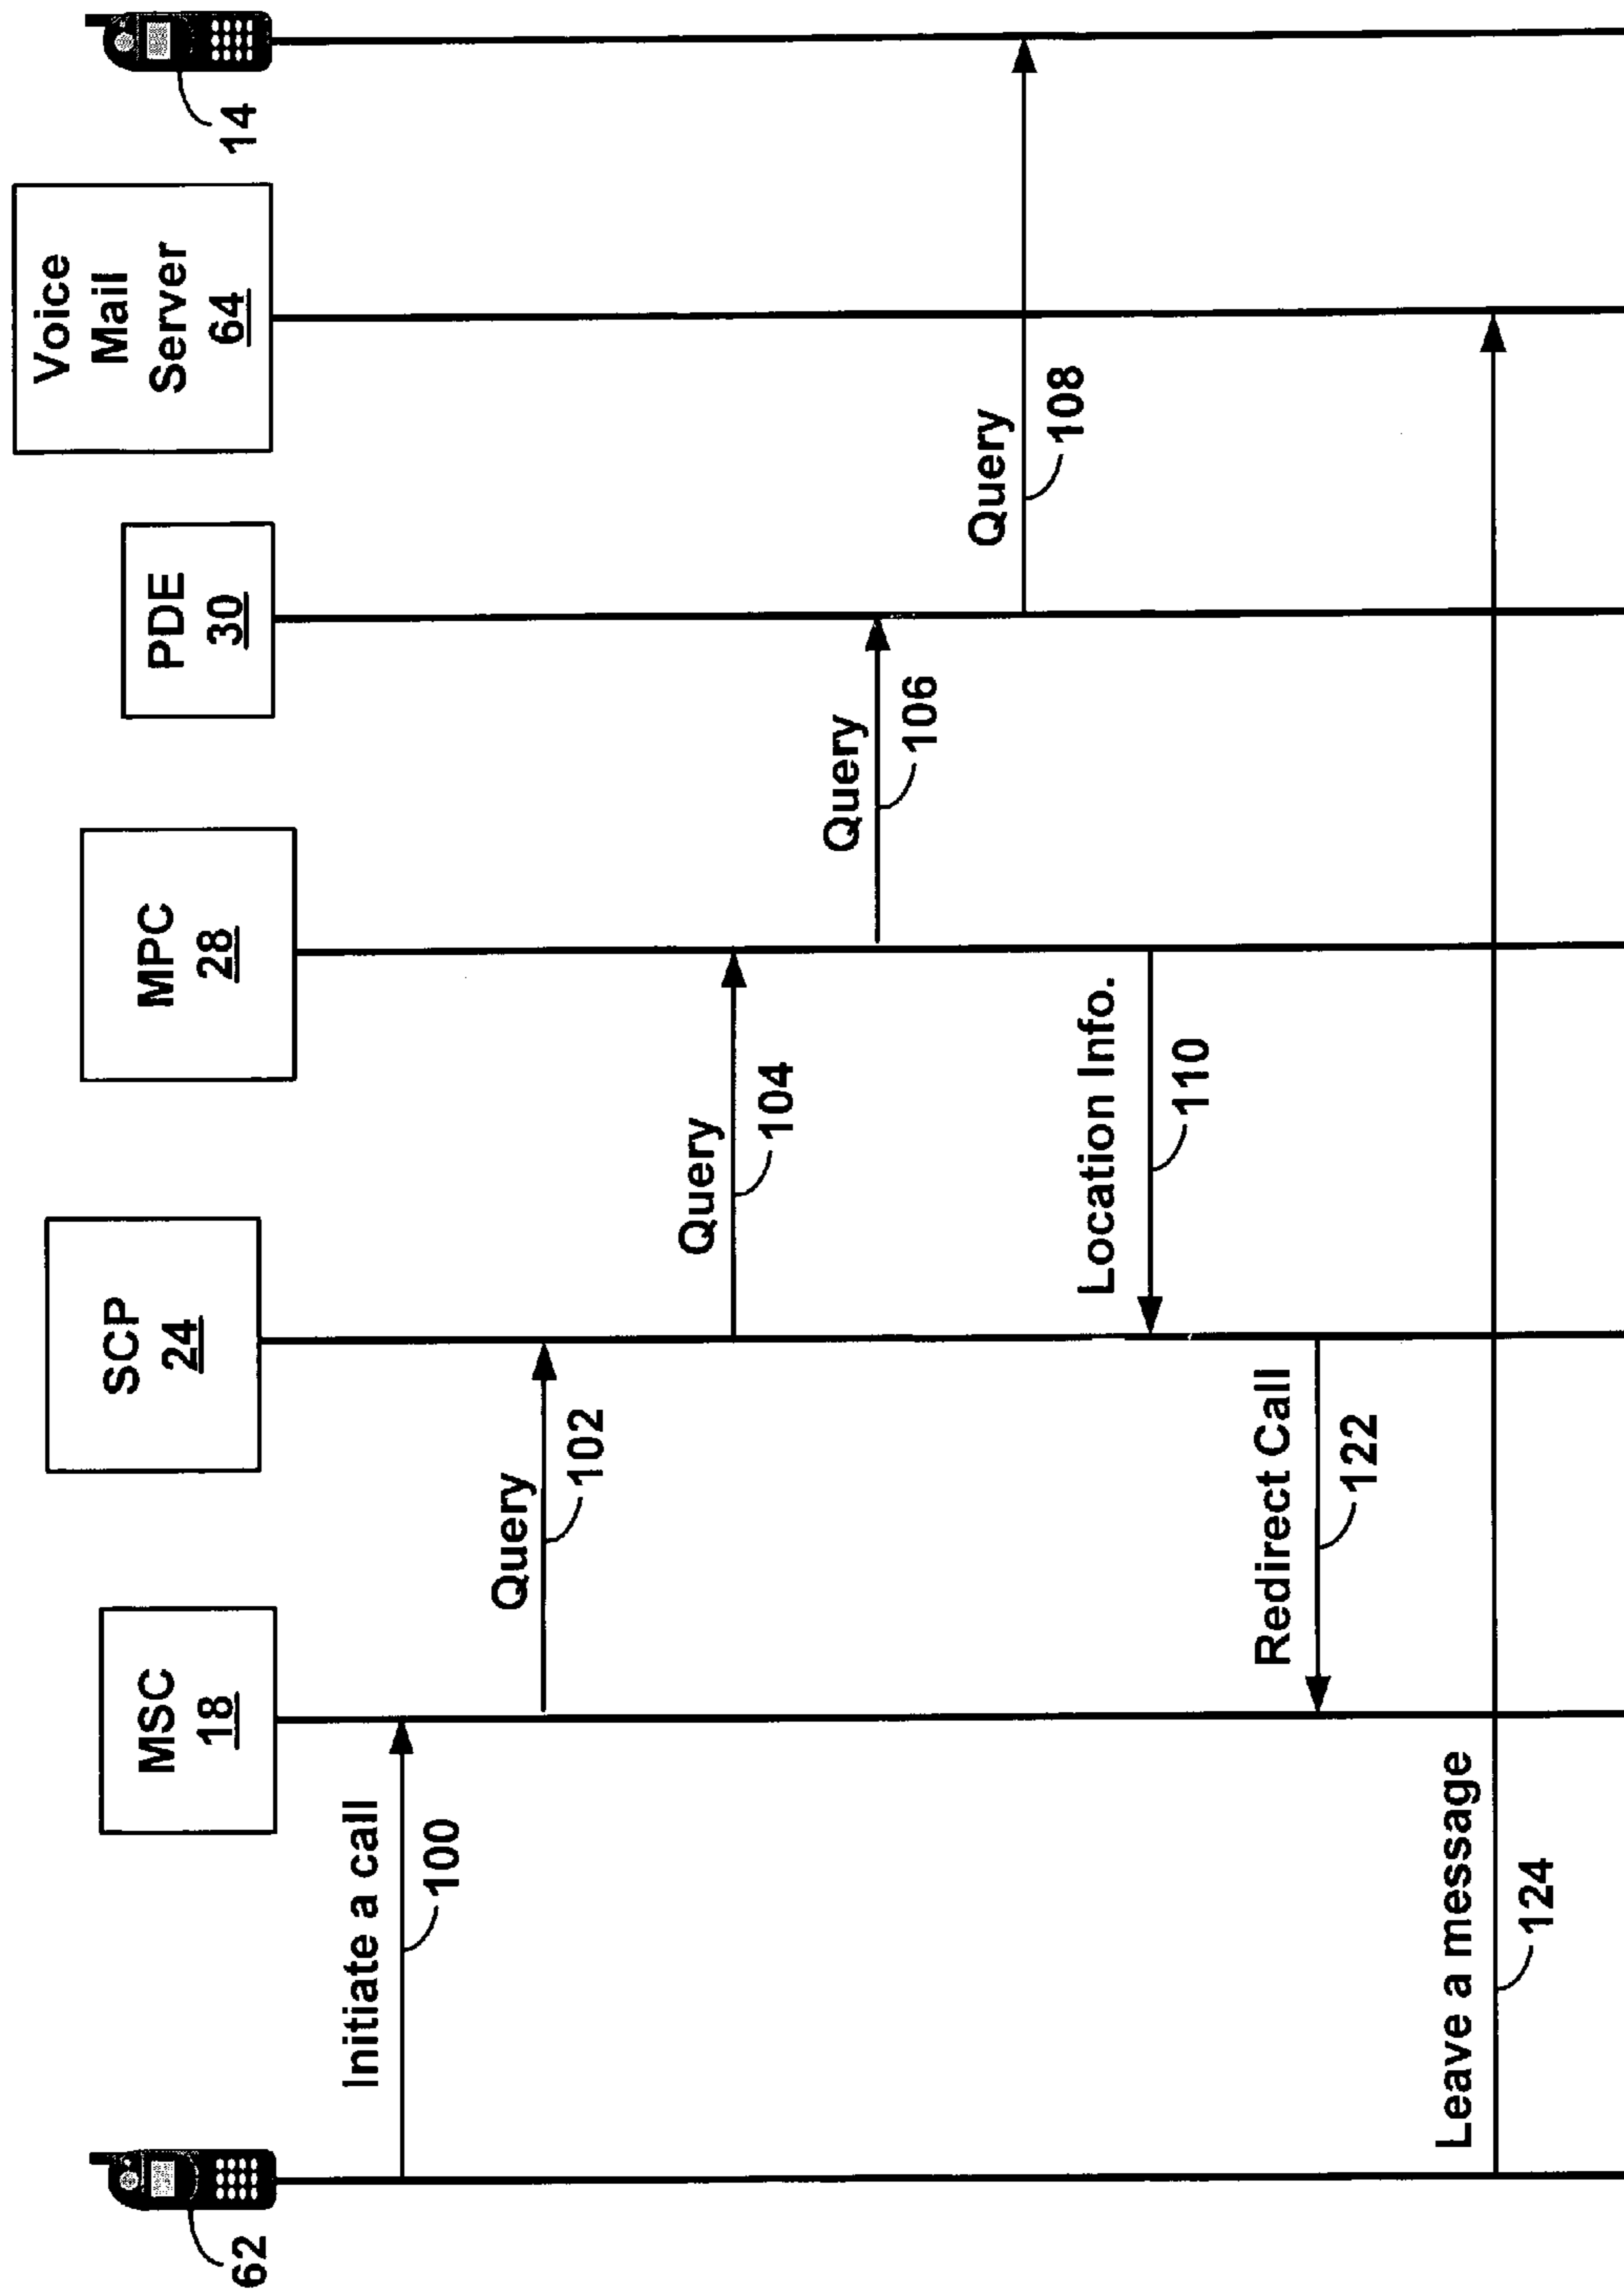 62
MSC
18
SCP
24
MPC
28
PDE
30
Voice
Mail
Server
64
14
Initiate a call
100
Query
102
Query
104
Query
106
Query
108
Location Info.
110
Redirect Call
122
Leave a message
124